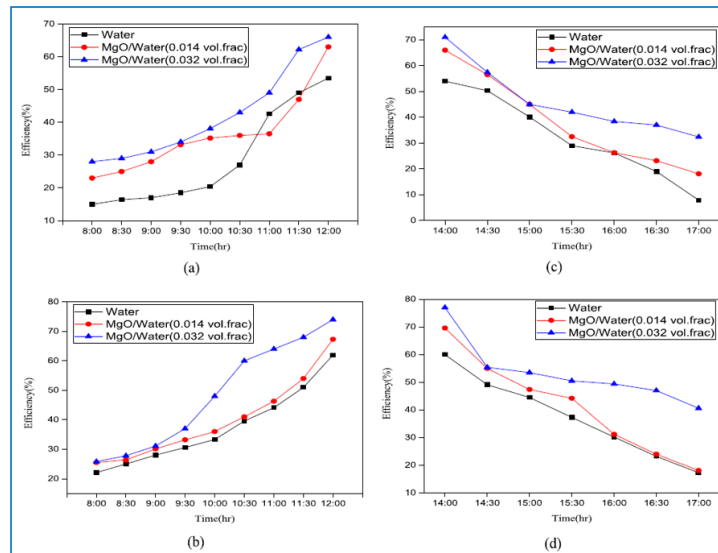 70
60
50
40
30
20
10
Efficiency(%)
Water
MgO/Water(0.014 vol.frac)
MgO/Water(0.032 vol.frac)
8:00 8:30 9:00 9:30 10:00 10:30 11:00 11:30 12:00
Time(hr)
(a)
80
70
60
50
40
30
20
10
0
Efficiency(%)
Water
MgO/Water(0.014 vol.frac)
MgO/Water(0.032 vol.frac)
14:00 14:30 15:00 15:30 16:00 16:30 17:00
Time(hr)
(c)
80
70
60
50
40
30
20
Efficiency(%)
Water
MgO/Water(0.014 vol.frac)
MgO/Water(0.032 vol.frac)
8:00 8:30 9:00 9:30 10:00 10:30 11:00 11:30 12:00
Time(hr)
(b)
80
70
60
50
40
30
20
10
Efficiency(%)
Water
MgO/Water(0.014 vol.frac)
MgO/Water(0.032 vol.frac)
14:00 14:30 15:00 15:30 16:00 16:30 17:00
Time(hr)
(d)